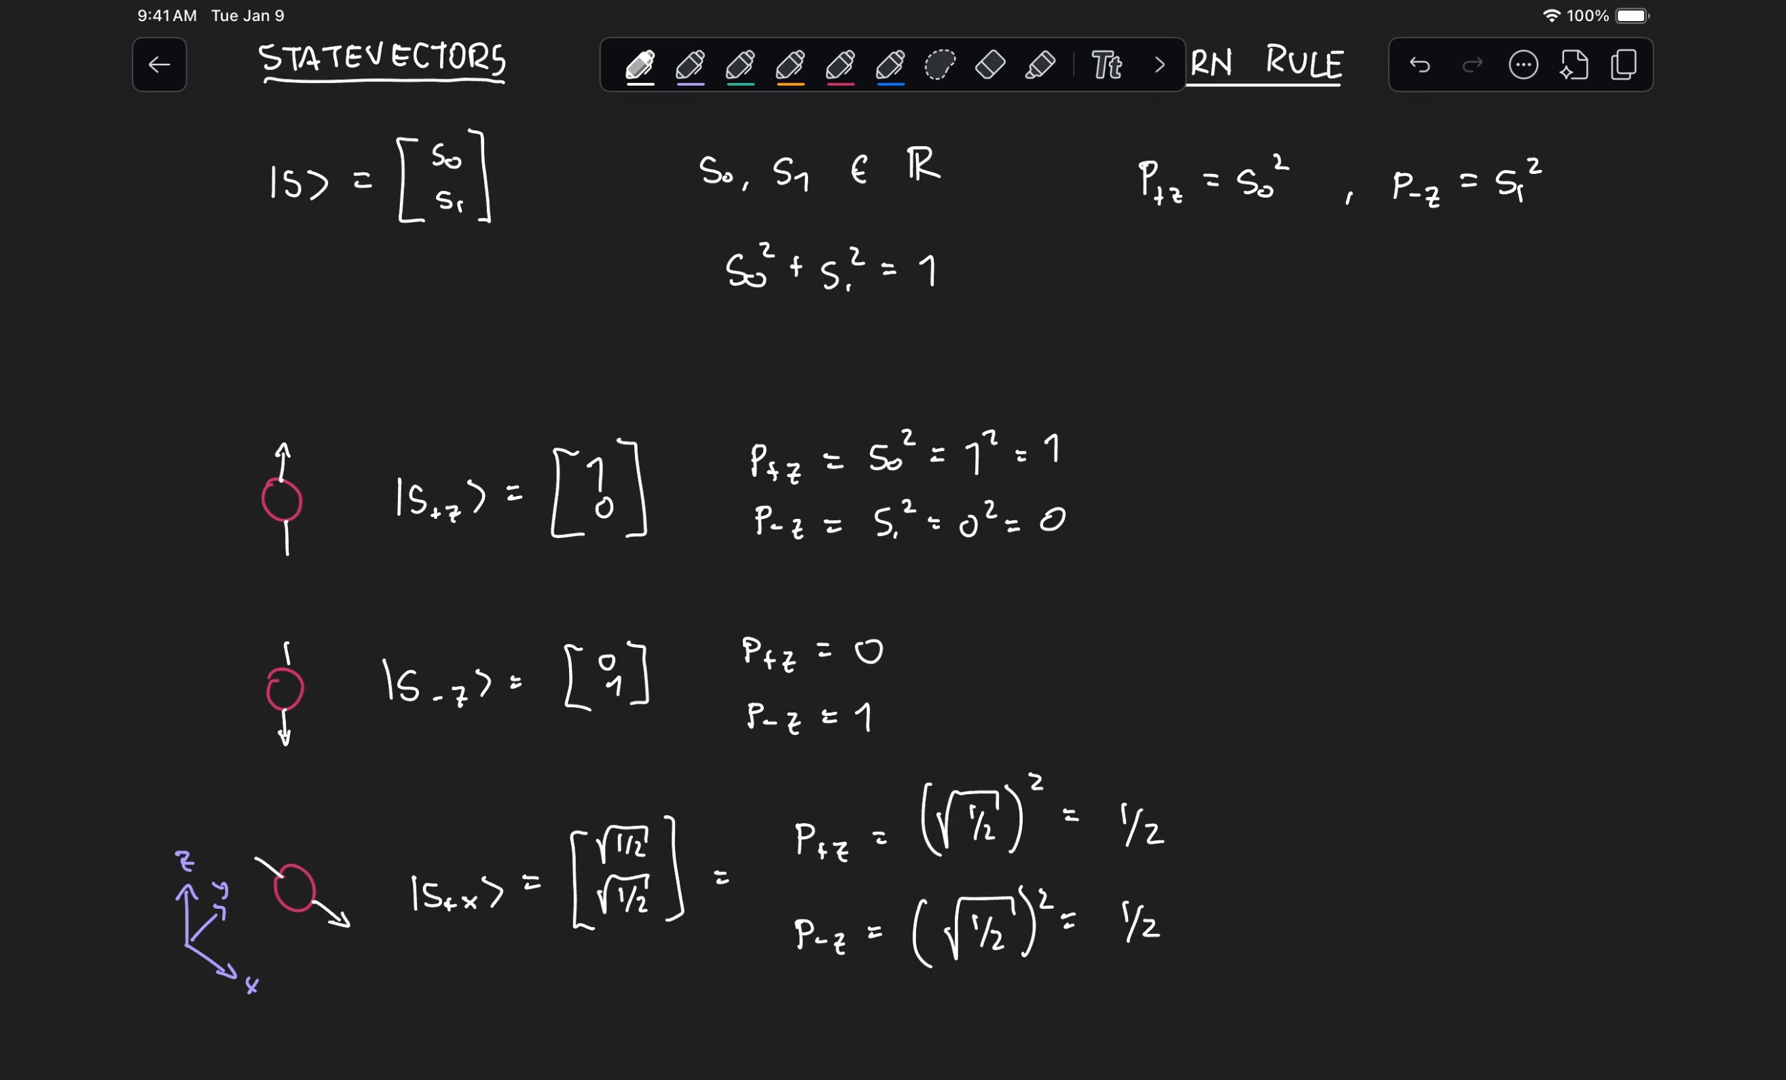 9:41 AM Tue Jan 9
100%
STATEVECTORS
Tt
RN RULE
|S> = [S₀ S₁]
S₀, S₁ ∈ ℝ
P₊z = S₀² , P₋z = S₁²
S₀² + S₁² = 1
|S₊z> = [1 0]
P₊z = S₀² = 1² = 1
P₋z = S₁² = 0² = 0
|S₋z> = [0 1]
P₊z = 0
P₋z = 1
z
y
x
|S₊x> = [√1/2 √1/2] =
P₊z = (√1/2)² = 1/2
P₋z = (√1/2)² = 1/2